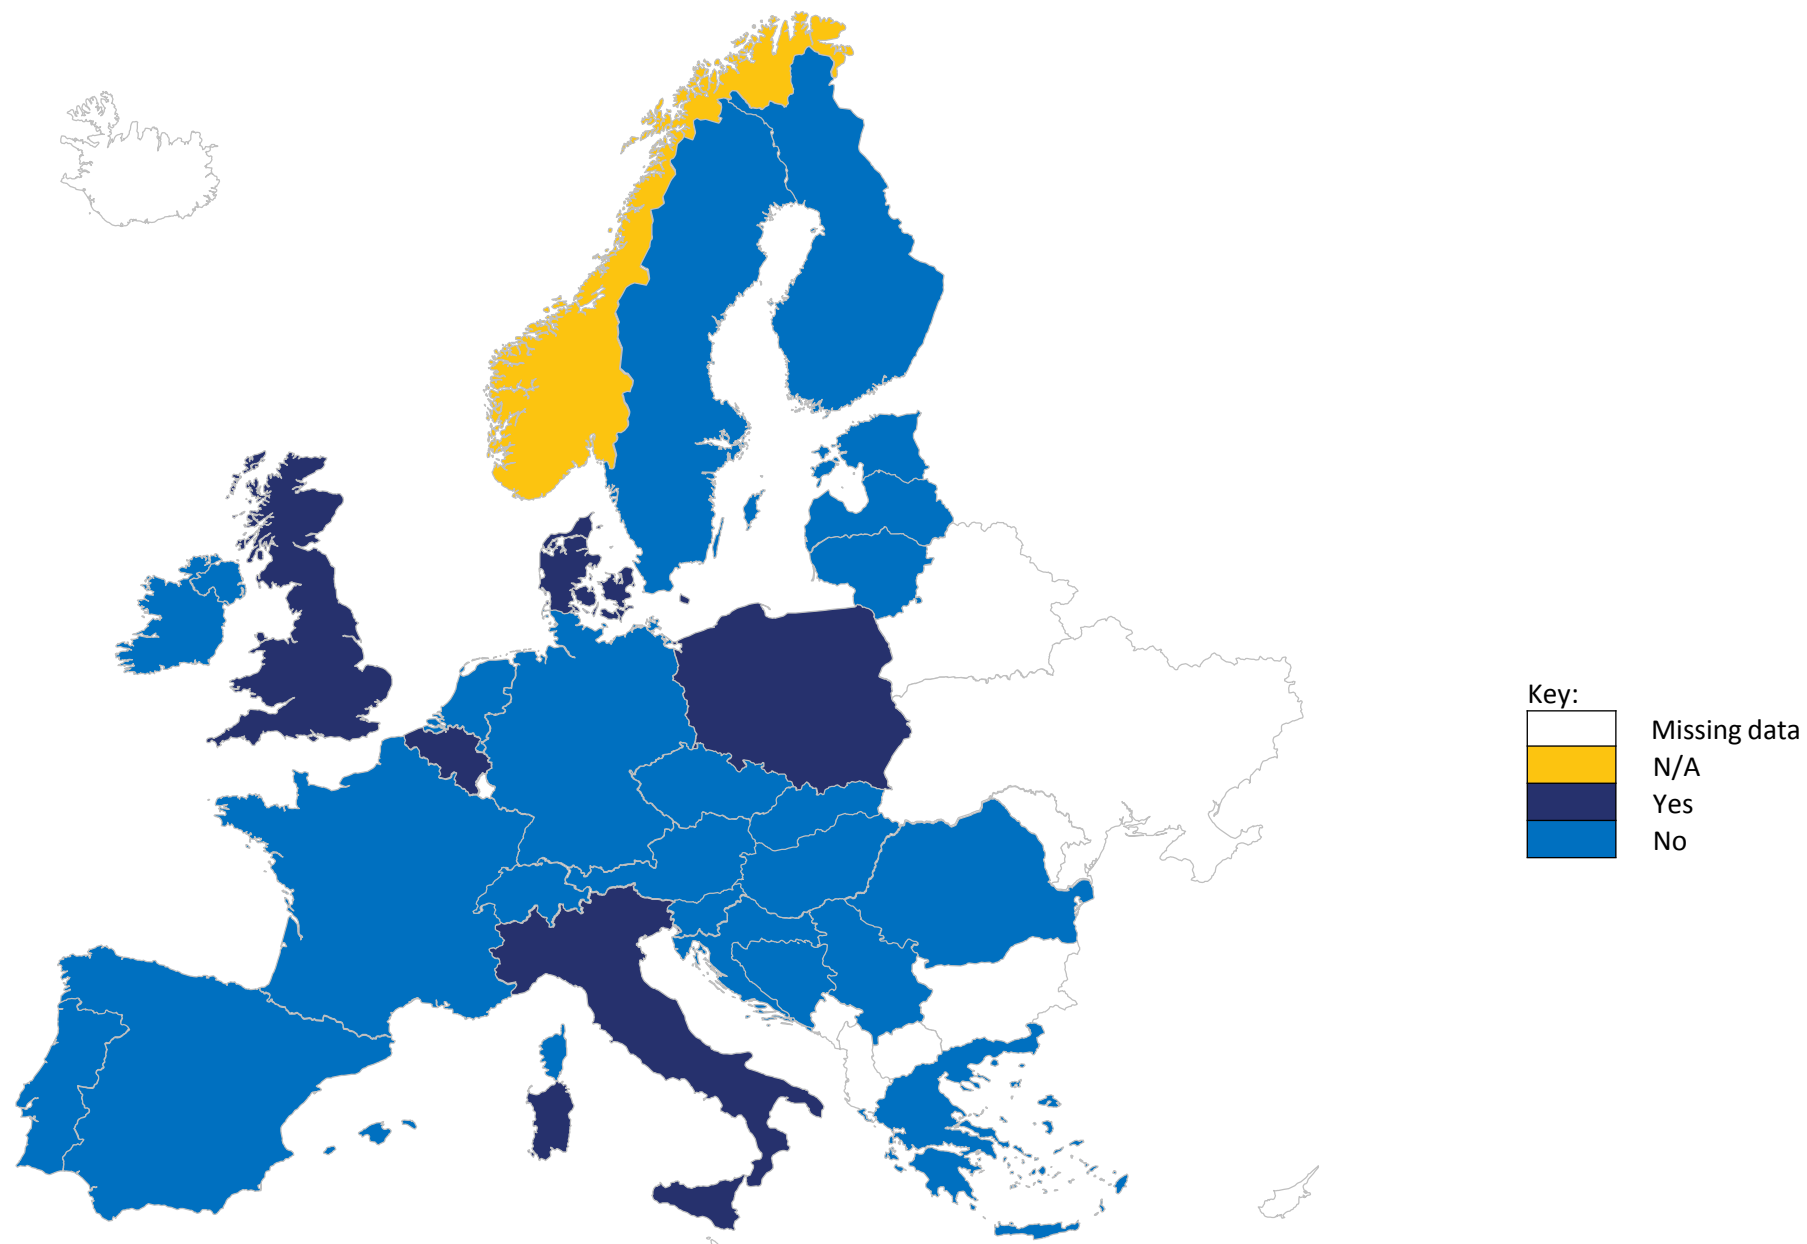 Key:
Missing data
N/A
Yes
No